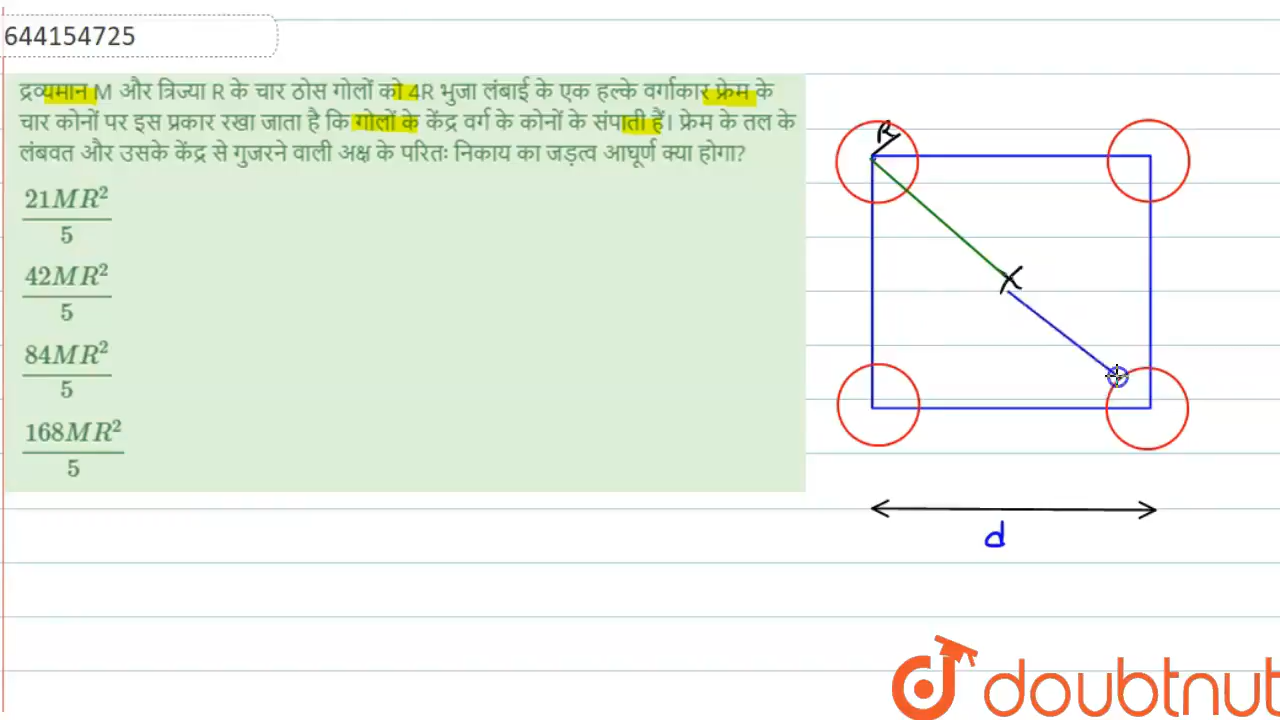 644154725
द्रव्यमान M और त्रिज्या R के चार ठोस गोलों को 4R भुजा लंबाई के एक हल्के वर्गाकार फ्रेम के
चार कोनों पर इस प्रकार रखा जाता है कि गोलों के केंद्र वर्ग के कोनों के संपाती हैं। फ्रेम के तल के
लंबवत और उसके केंद्र से गुजरने वाली अक्ष के परितः निकाय का जड़त्व आघूर्ण क्या होगा?
21MR²/5
42MR²/5
84MR²/5
168MR²/5
R
d
doubtnut